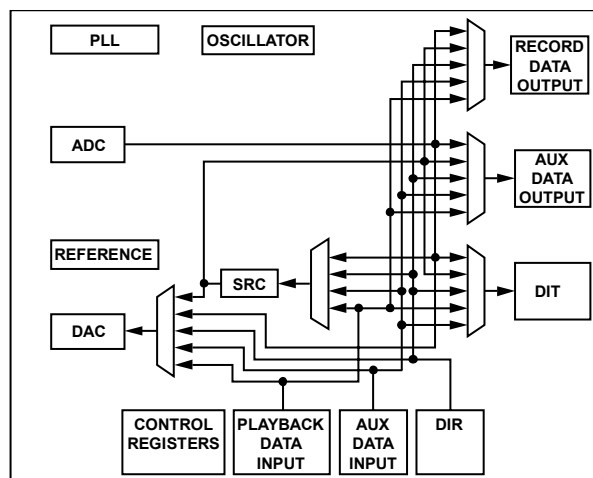 PLL
OSCILLATOR
RECORD
DATA
OUTPUT
ADC
AUX
DATA
OUTPUT
REFERENCE
SRC
DIT
DAC
CONTROL
REGISTERS
PLAYBACK
DATA
INPUT
AUX
DATA
INPUT
DIR